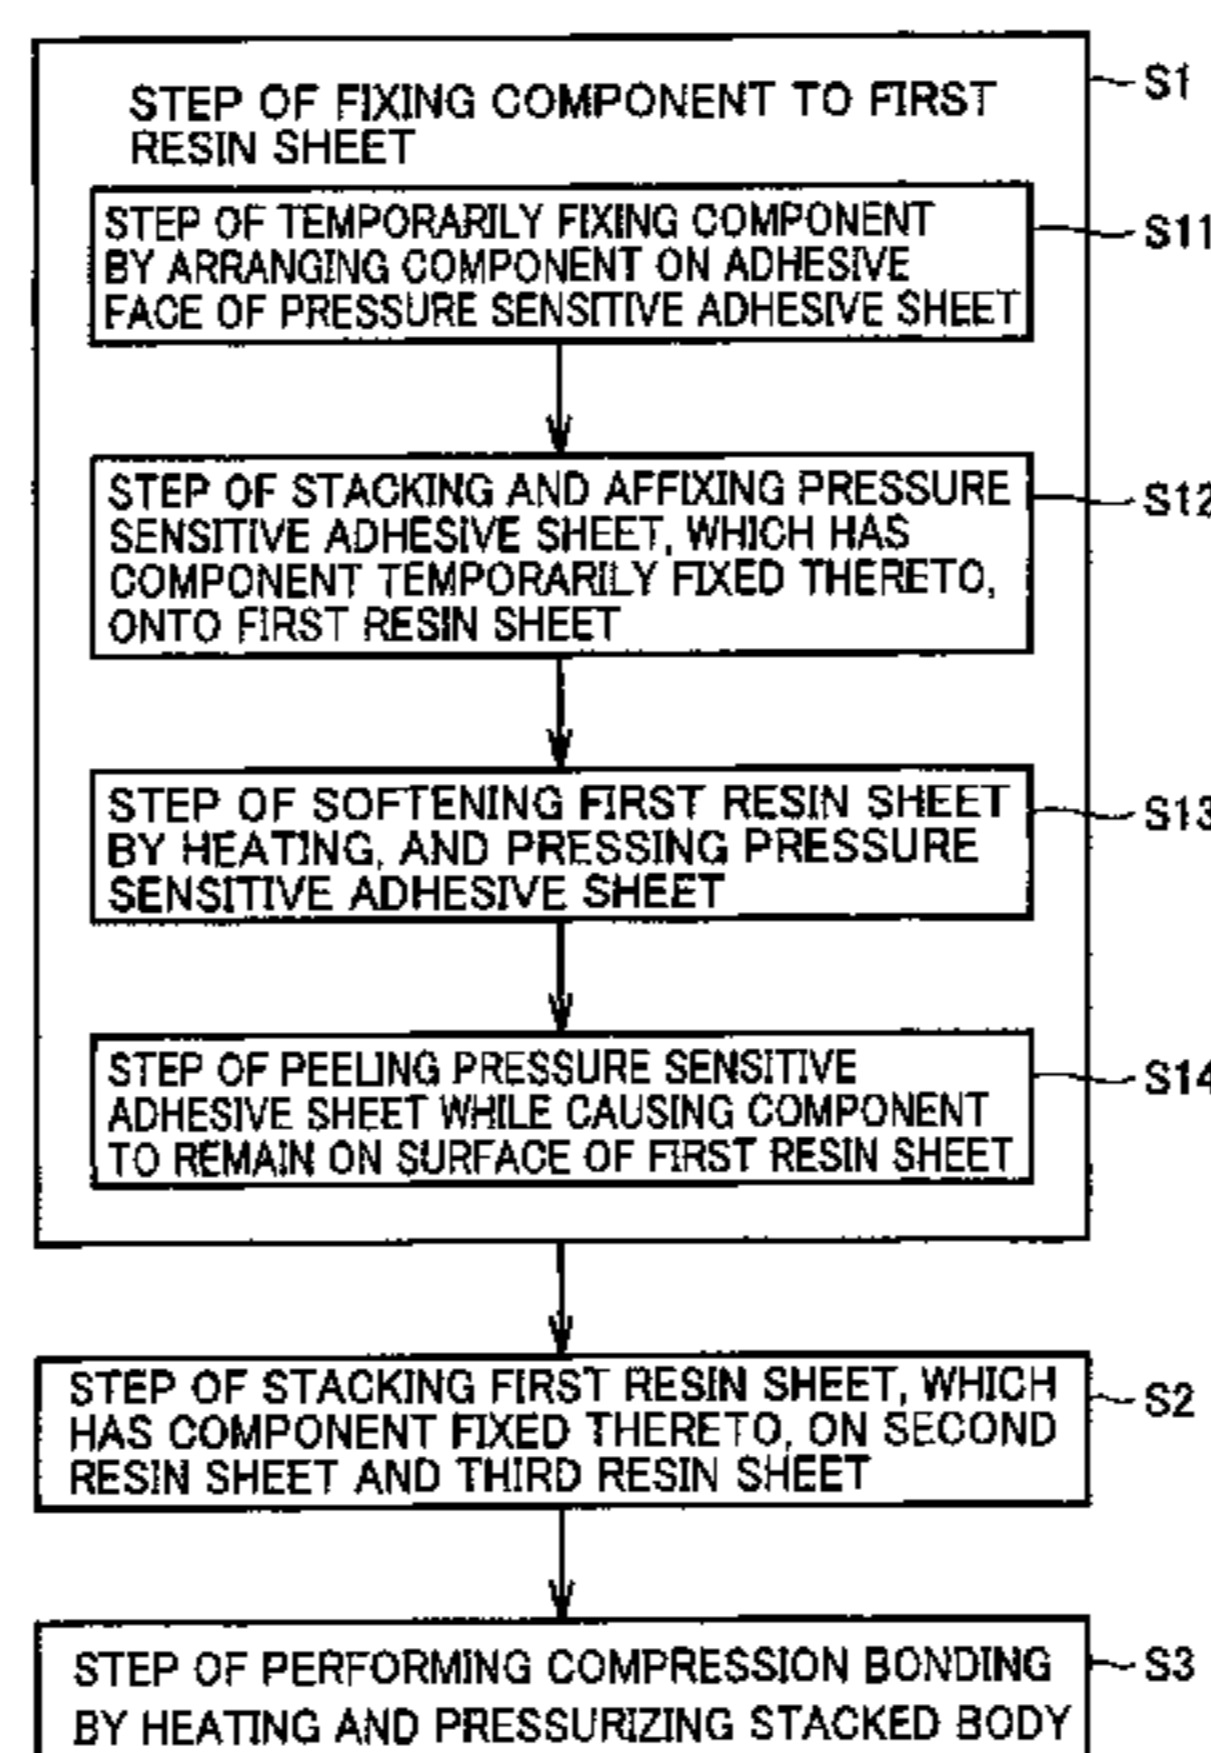 S1
STEP OF FIXING COMPONENT TO FIRST
RESIN SHEET
STEP OF TEMPORARILY FIXING COMPONENT
BY ARRANGING COMPONENT ON ADHESIVE
FACE OF PRESSURE SENSITIVE ADHESIVE SHEET
S11
STEP OF STACKING AND AFFIXING PRESSURE
SENSITIVE ADHESIVE SHEET, WHICH HAS
COMPONENT TEMPORARILY FIXED THERETO,
ONTO FIRST RESIN SHEET
S12
STEP OF SOFTENING FIRST RESIN SHEET
BY HEATING, AND PRESSING PRESSURE
SENSITIVE ADHESIVE SHEET
S13
STEP OF PEELING PRESSURE SENSITIVE
ADHESIVE SHEET WHILE CAUSING COMPONENT
TO REMAIN ON SURFACE OF FIRST RESIN SHEET
S14
STEP OF STACKING FIRST RESIN SHEET, WHICH
HAS COMPONENT FIXED THERETO, ON SECOND
RESIN SHEET AND THIRD RESIN SHEET
S2
STEP OF PERFORMING COMPRESSION BONDING
BY HEATING AND PRESSURIZING STACKED BODY
S3